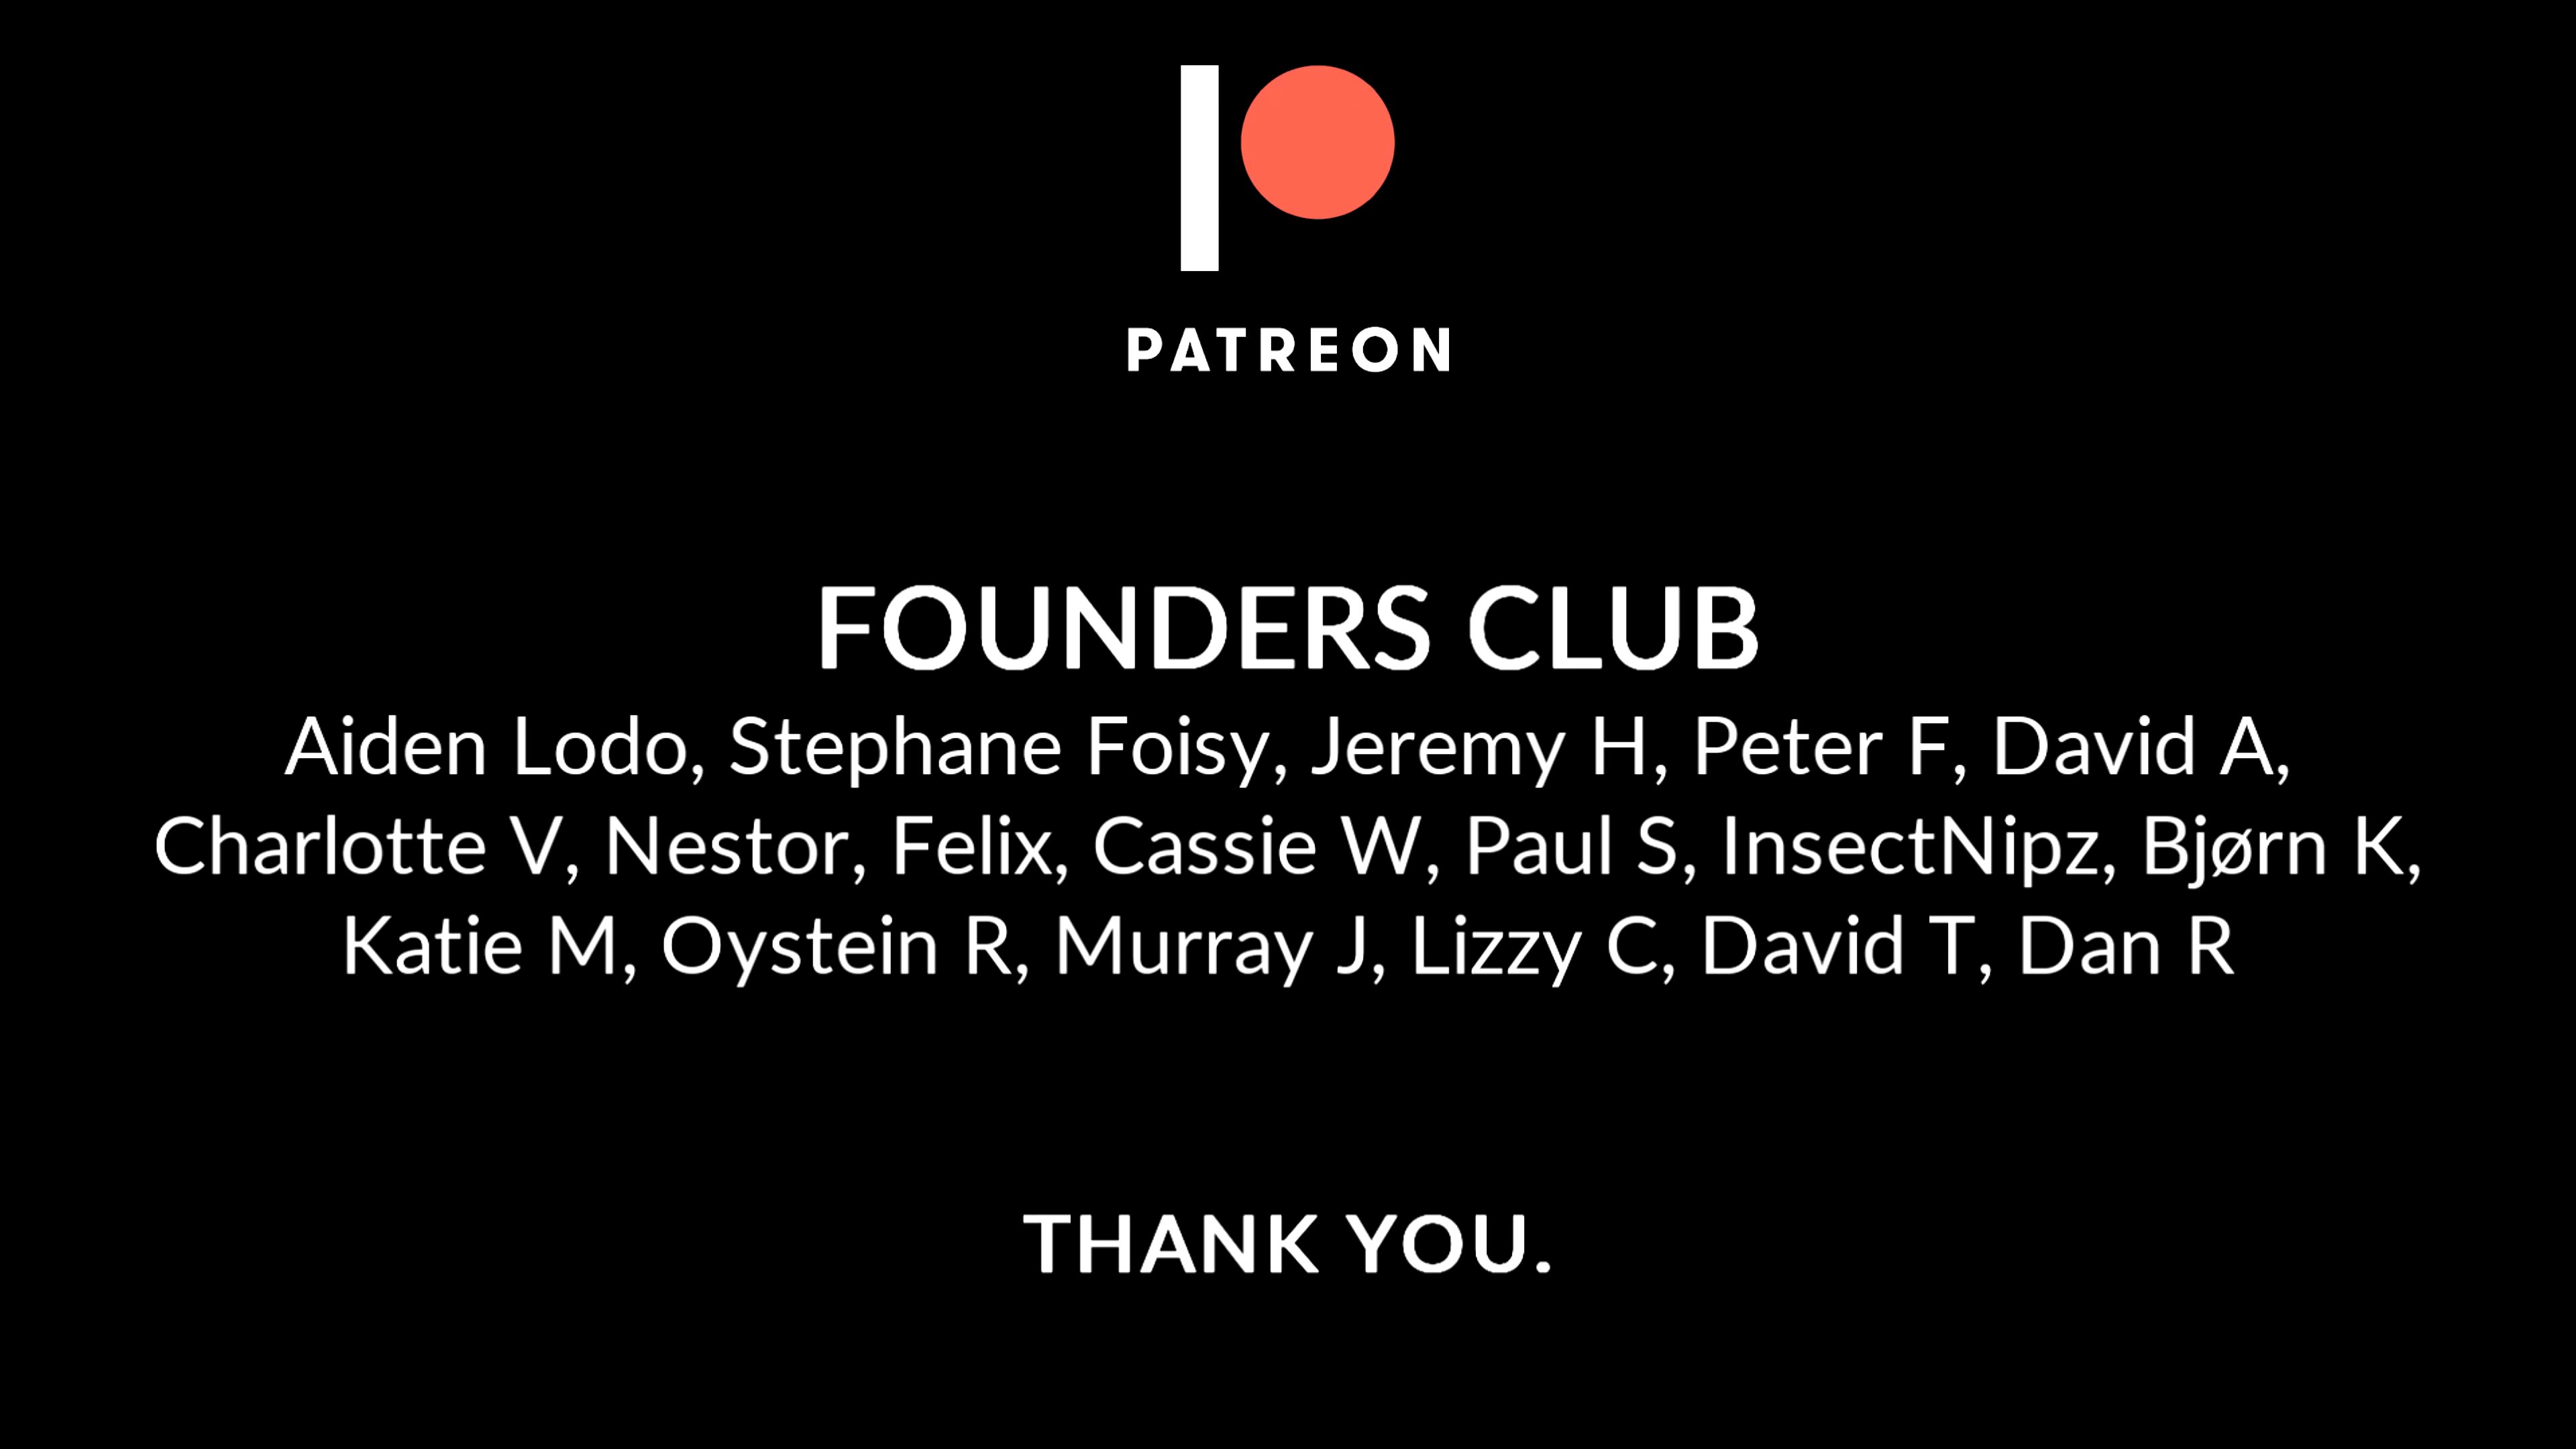 PATREON
FOUNDERS CLUB
Aiden Lodo, Stephane Foisy, Jeremy H, Peter F, David A,
Charlotte V, Nestor, Felix, Cassie W, Paul S, InsectNipz, Bjørn K,
Katie M, Oystein R, Murray J, Lizzy C, David T, Dan R
THANK YOU.